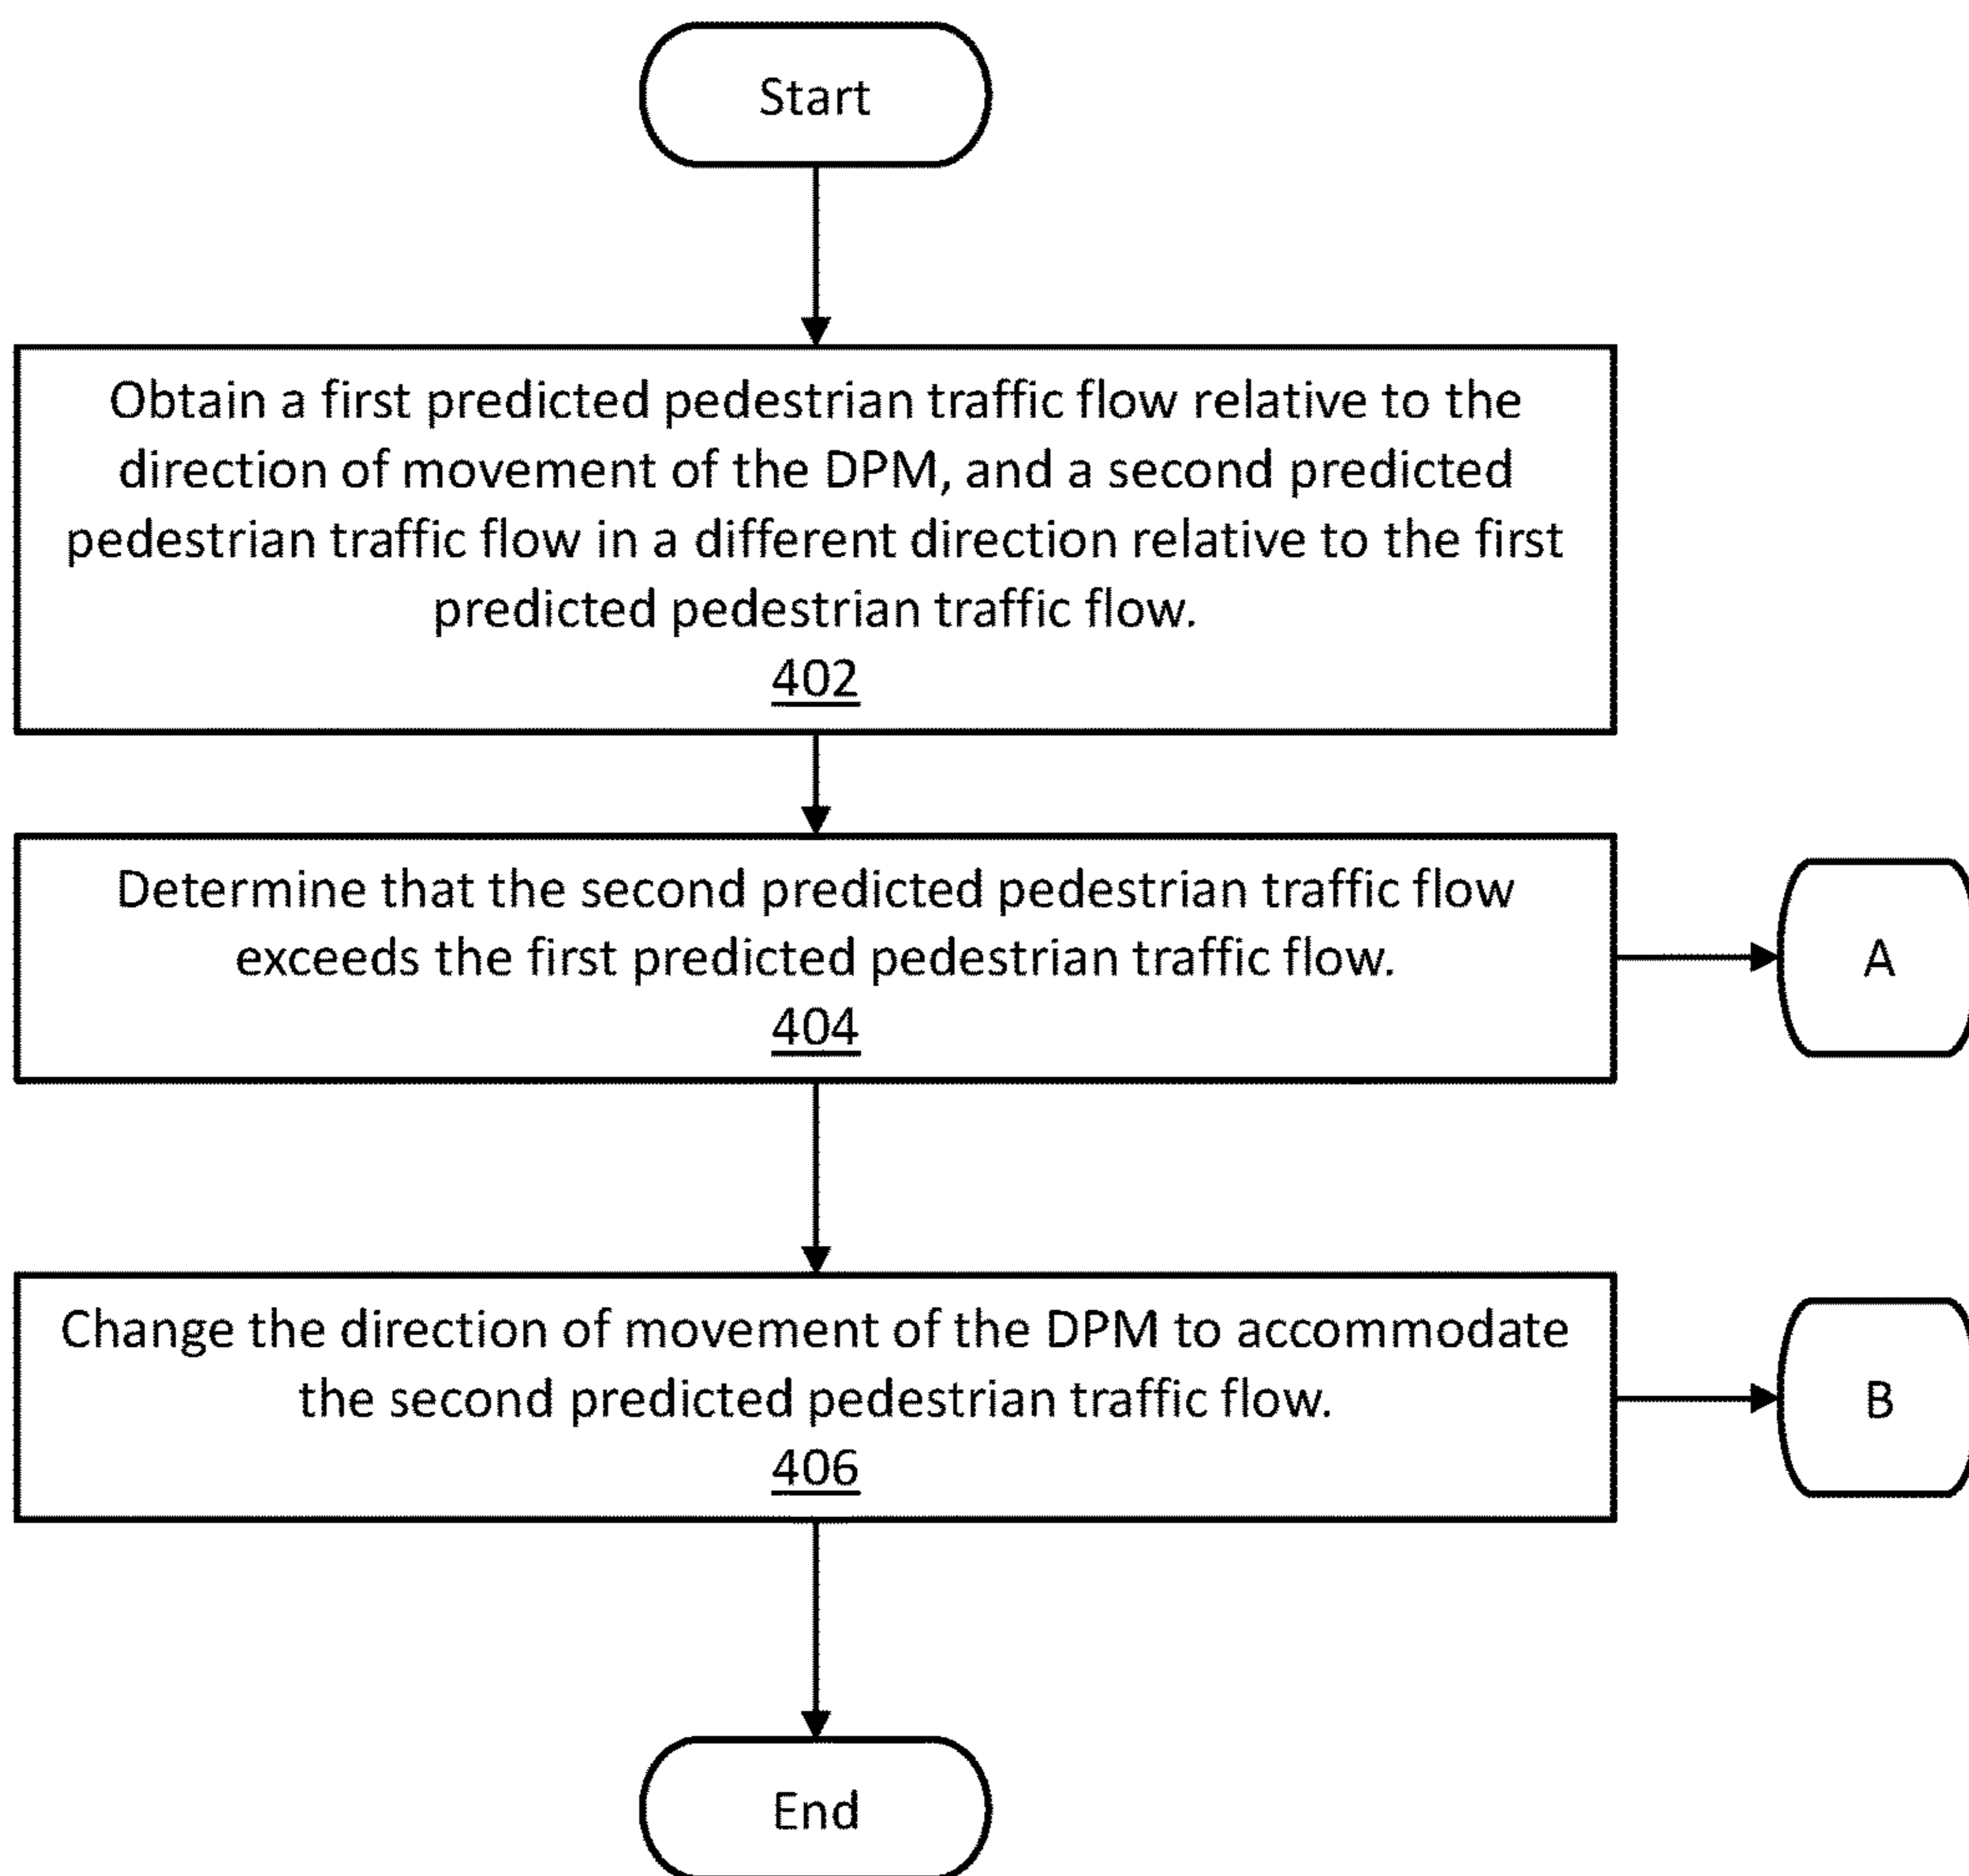 Start
Obtain a first predicted pedestrian traffic flow relative to the
direction of movement of the DPM, and a second predicted
pedestrian traffic flow in a different direction relative to the first
predicted pedestrian traffic flow.
402
Determine that the second predicted pedestrian traffic flow
exceeds the first predicted pedestrian traffic flow.
404
A
Change the direction of movement of the DPM to accommodate
the second predicted pedestrian traffic flow.
406
B
End